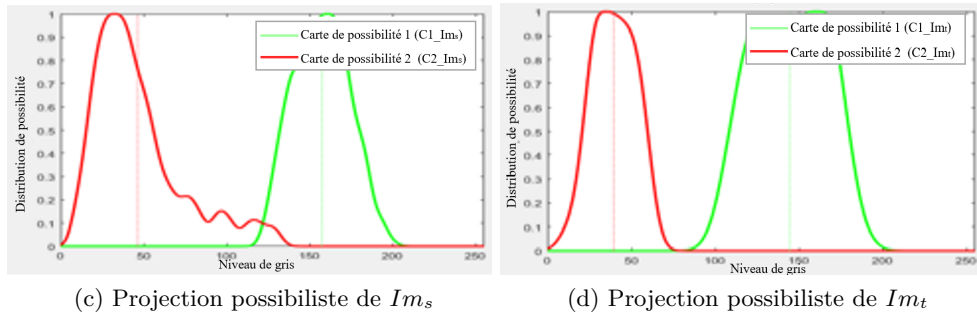 1
0.9
0.8
0.7
0.6
0.5
0.4
0.3
0.2
0.1
0
Distribution de possibilité
Carte de possibilité 1 (C1_Imₛ)
Carte de possibilité 2 (C2_Imₛ)
0 50 100 150 200 250
Niveau de gris
(c) Projection possibiliste de Imₛ
1
0.9
0.8
0.7
0.6
0.5
0.4
0.3
0.2
0.1
0
Distribution de possibilité
Carte de possibilité 1 (C1_Imₜ)
Carte de possibilité 2 (C2_Imₜ)
0 50 100 150 200 250
Niveau de gris
(d) Projection possibiliste de Imₜ